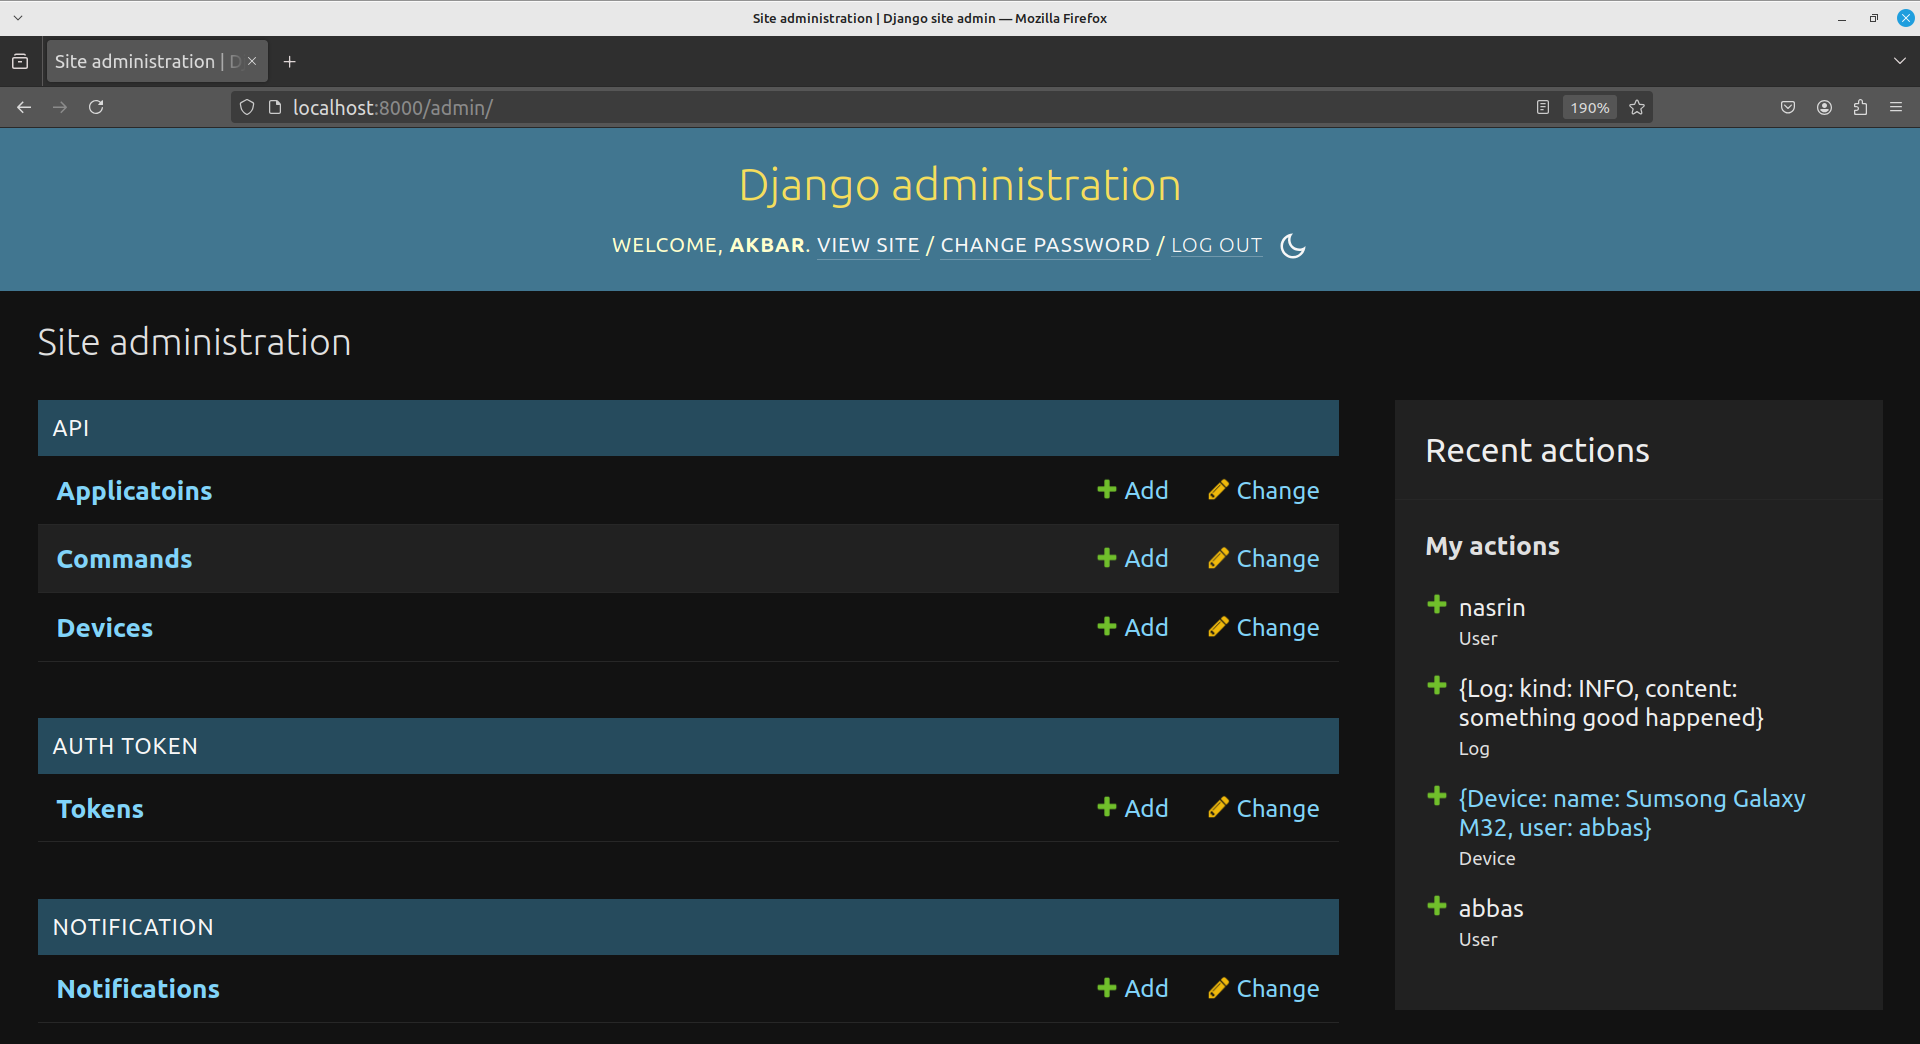 Site administration | Django site admin — Mozilla Firefox
Site administration | D
localhost:8000/admin/
190%
Django administration
WELCOME, AKBAR. VIEW SITE / CHANGE PASSWORD / LOG OUT
Site administration
API
Applicatoins Add Change
Commands Add Change
Devices Add Change
AUTH TOKEN
Tokens Add Change
NOTIFICATION
Notifications Add Change
Recent actions
My actions
nasrin
User
{Log: kind: INFO, content:
something good happened}
Log
{Device: name: Sumsong Galaxy
M32, user: abbas}
Device
abbas
User